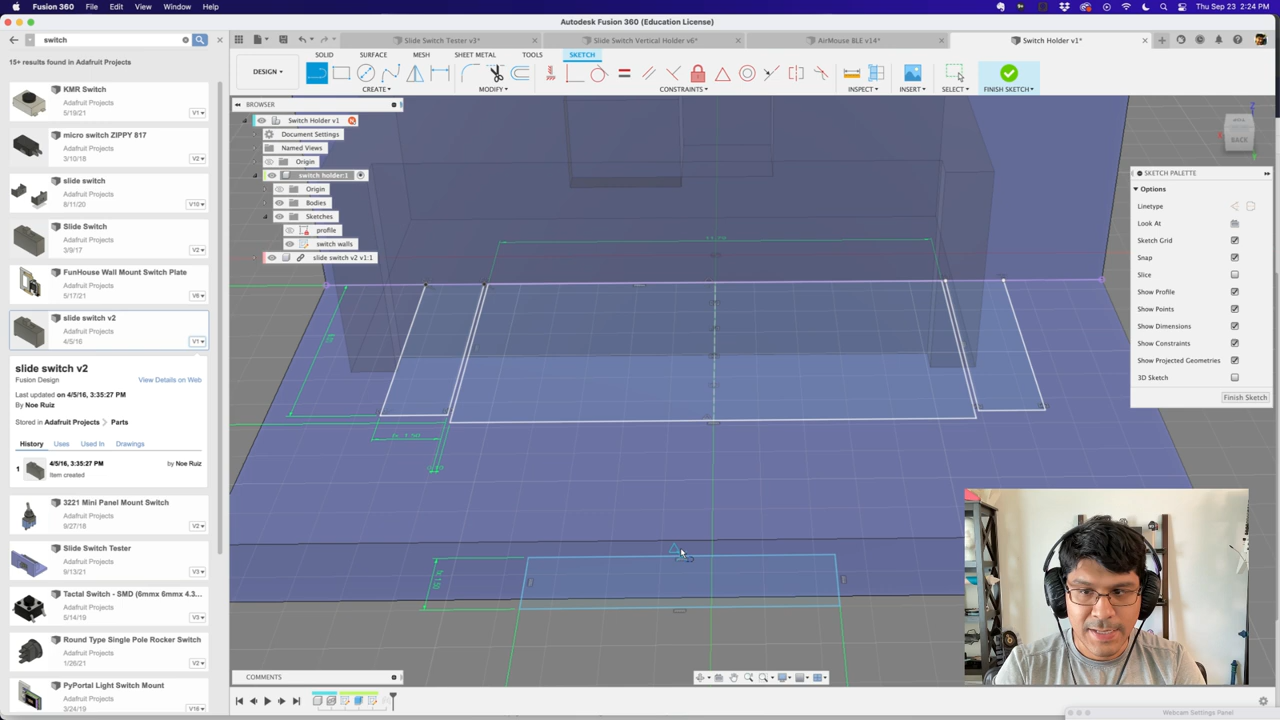 Fusion 360 File Edit View Window Help
Thu Sep 23 2:24 PM
Autodesk Fusion 360 (Education License)
switch
Slide Switch Tester v3*
Slide Switch Vertical Holder v6*
AirMouse BLE v14*
Switch Holder v1*
15+ results found in Adafruit Projects
SOLID SURFACE MESH SHEET METAL TOOLS SKETCH
DESIGN
CREATE MODIFY CONSTRAINTS INSPECT INSERT SELECT FINISH SKETCH
KMR Switch
Adafruit Projects
5/19/21
V1
micro switch ZIPPY 817
Adafruit Projects
3/10/18
V2
slide switch
Adafruit Projects
8/11/20
V10
Slide Switch
Adafruit Projects
3/9/17
V2
FunHouse Wall Mount Switch Plate
Adafruit Projects
5/17/21
V8
slide switch v2
Adafruit Projects
4/5/16
V1
slide switch v2
Fusion Design
View Details on Web
Last updated on 4/5/16, 3:35:27 PM
By Noe Ruiz
Stored in Adafruit Projects > Parts
History Uses Used In Drawings
1
4/5/16, 3:35:27 PM
by Noe Ruiz
Item created
3221 Mini Panel Mount Switch
Adafruit Projects
9/27/18
V2
Slide Switch Tester
Adafruit Projects
9/13/21
V3
Tactal Switch - SMD (6mmx 6mmx 4.3...
Adafruit Projects
5/14/19
V3
Round Type Single Pole Rocker Switch
Adafruit Projects
1/26/21
V2
PyPortal Light Switch Mount
Adafruit Projects
3/24/19
BROWSER
Switch Holder v1
Document Settings
Named Views
Origin
switch holder:1
Origin
Bodies
Sketches
profile
switch walls
slide switch v2 v1:1
BACK
SKETCH PALETTE
Options
Linetype
Look At
Sketch Grid
Snap
Slice
Show Profile
Show Points
Show Dimensions
Show Constraints
Show Projected Geometries
3D Sketch
Finish Sketch
COMMENTS
Webcam Settings Panel